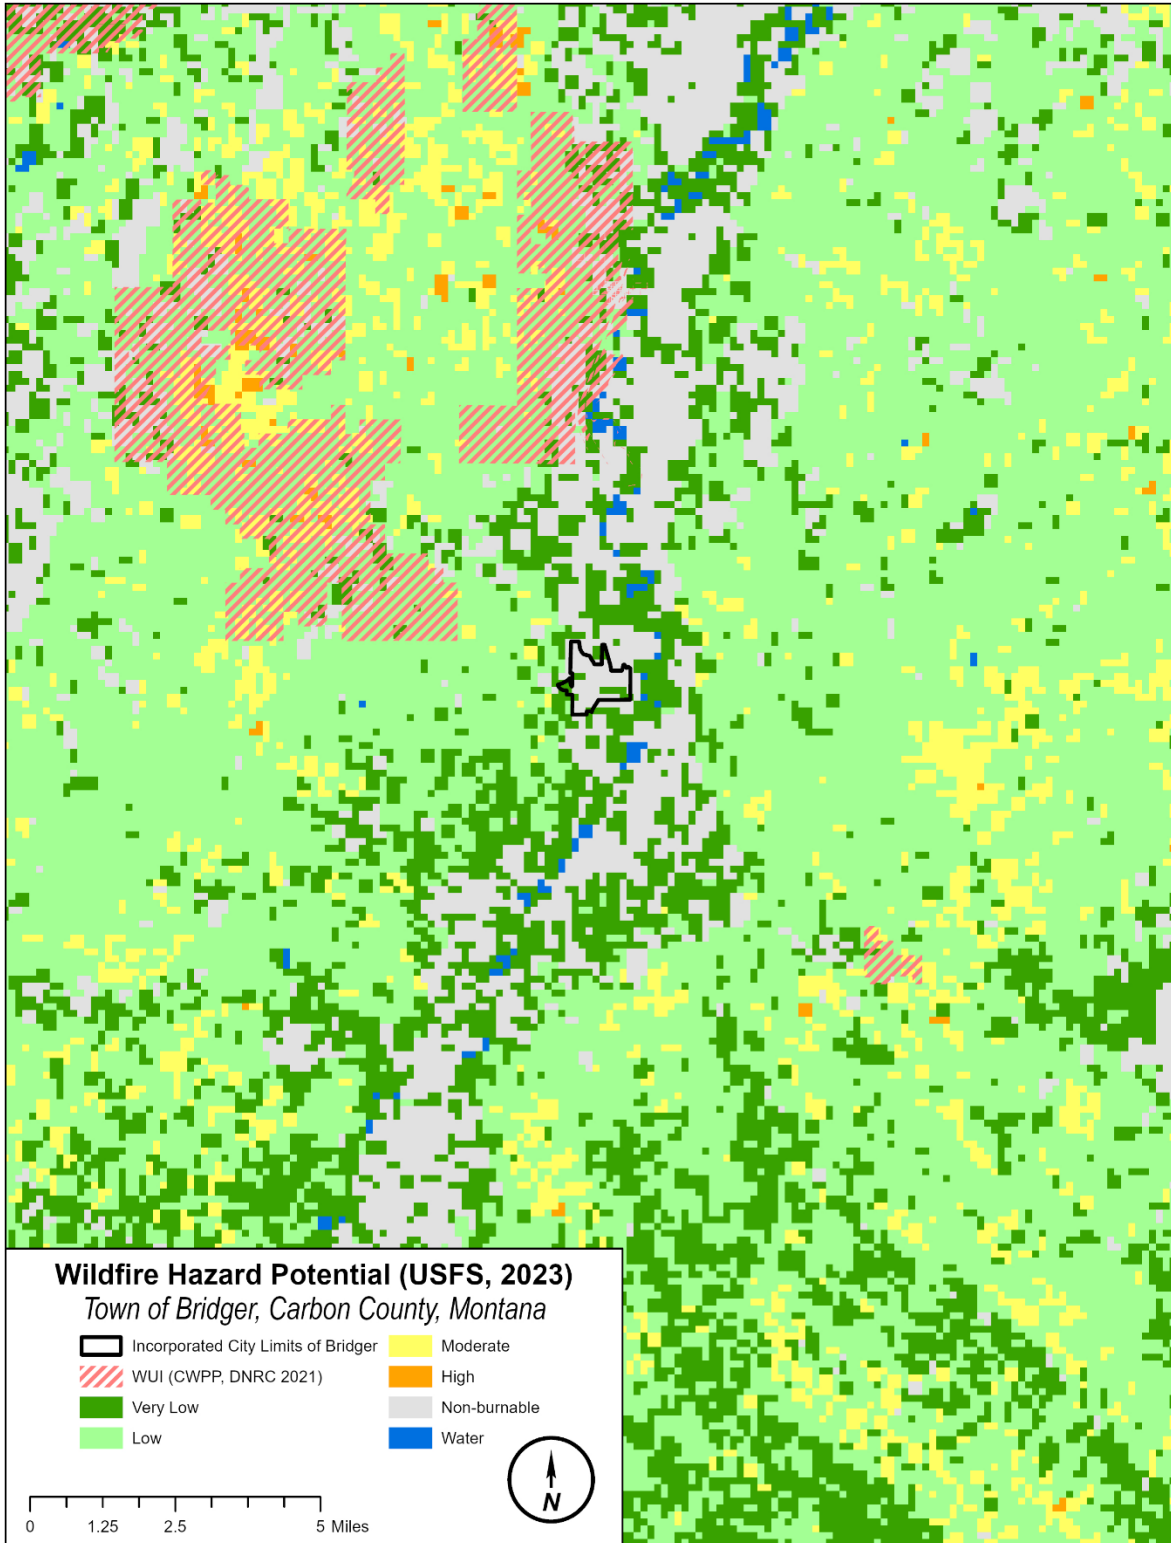 Wildfire Hazard Potential (USFS, 2023)
Town of Bridger, Carbon County, Montana
Incorporated City Limits of Bridger
WUI (CWPP, DNRC 2021)
Very Low
Low
Moderate
High
Non-burnable
Water
N
0 1.25 2.5 5 Miles